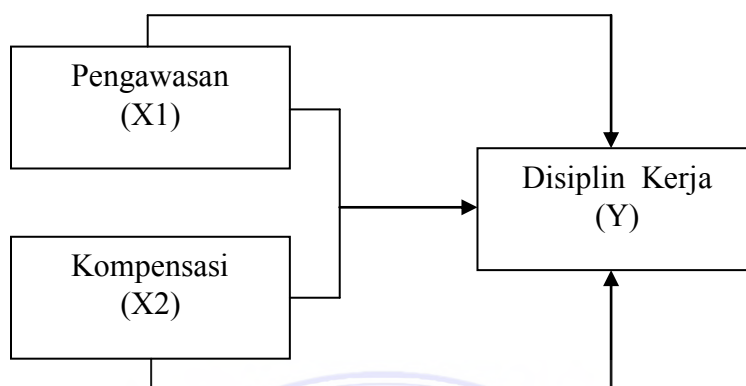 Pengawasan
(X1)
Disiplin Kerja
(Y)
Kompensasi
(X2)